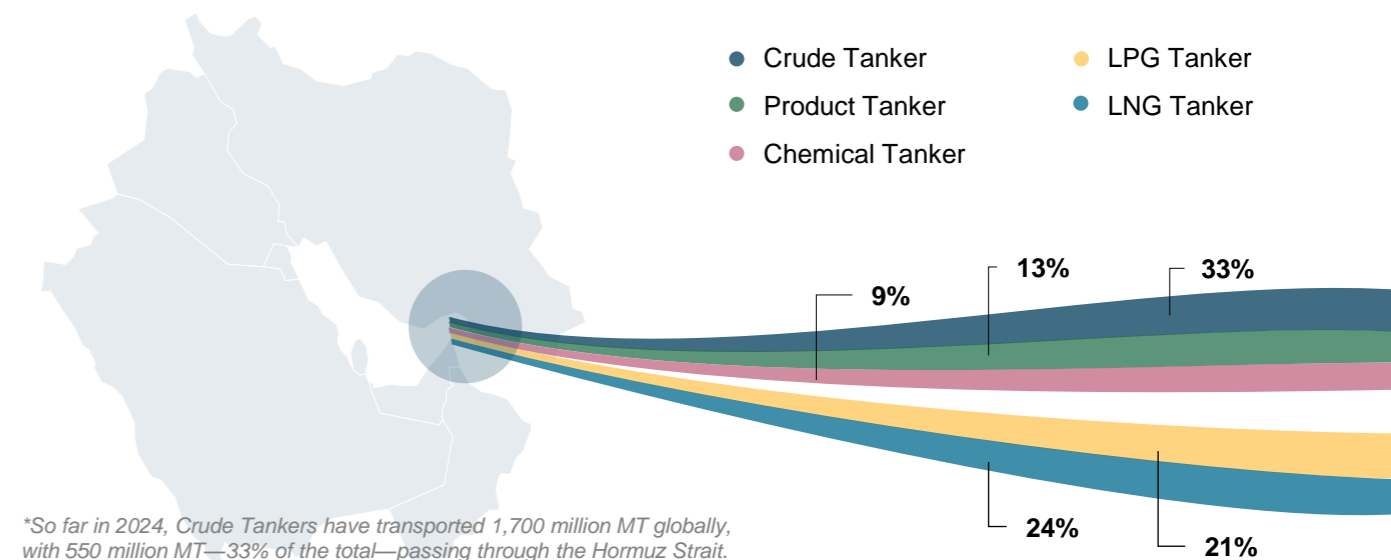 Crude Tanker
LPG Tanker
Product Tanker
LNG Tanker
Chemical Tanker
33%
13%
9%
24%
21%
*So far in 2024, Crude Tankers have transported 1,700 million MT globally,
with 550 million MT—33% of the total—passing through the Hormuz Strait.